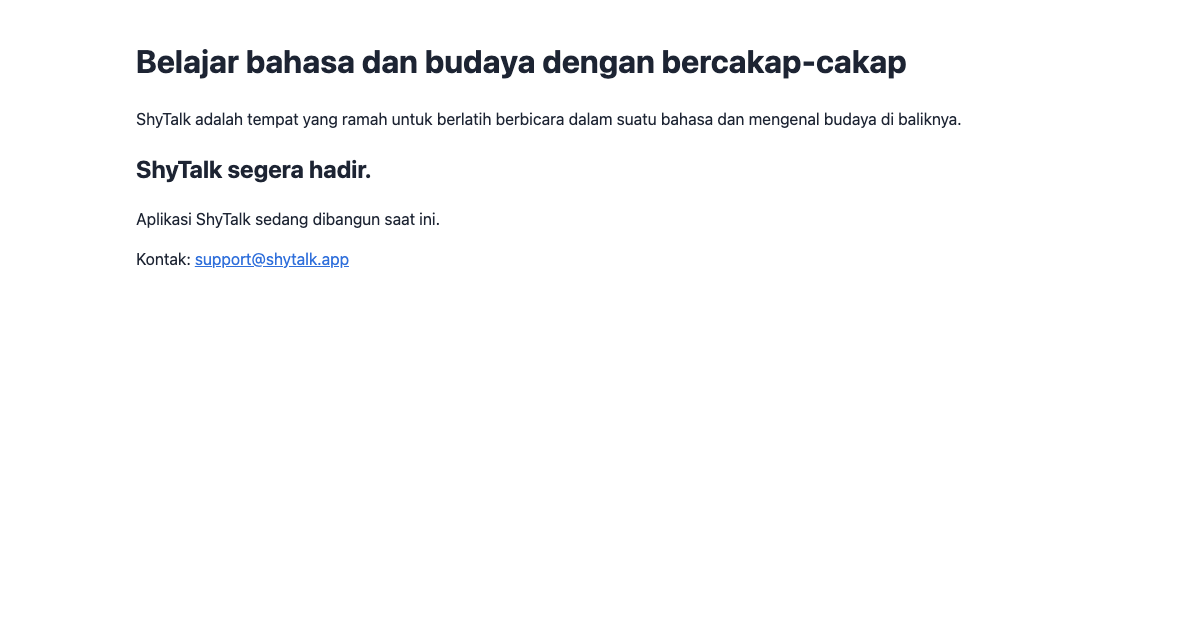 Belajar bahasa dan budaya dengan bercakap-cakap
ShyTalk adalah tempat yang ramah untuk berlatih berbicara dalam suatu bahasa dan mengenal budaya di baliknya.
ShyTalk segera hadir.
Aplikasi ShyTalk sedang dibangun saat ini.
Kontak: support@shytalk.app